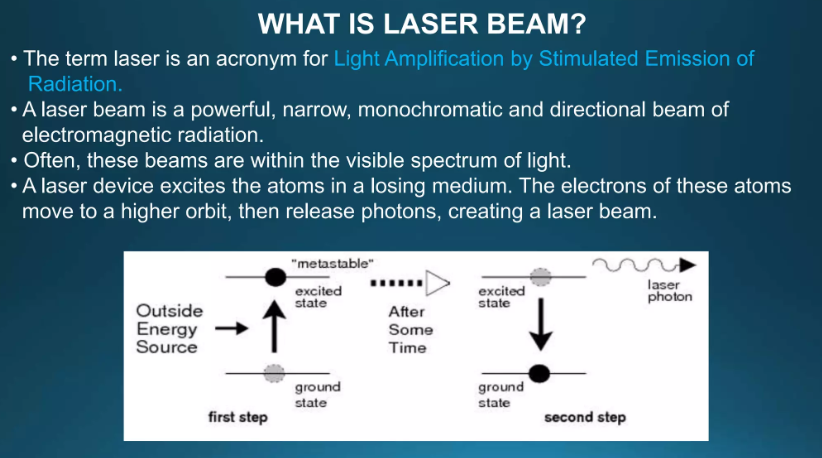 WHAT IS LASER BEAM?
• The term laser is an acronym for Light Amplification by Stimulated Emission of
Radiation.
• A laser beam is a powerful, narrow, monochromatic and directional beam of
electromagnetic radiation.
• Often, these beams are within the visible spectrum of light.
• A laser device excites the atoms in a losing medium. The electrons of these atoms
move to a higher orbit, then release photons, creating a laser beam.
"metastable"
excited
state
Outside
Energy
Source
ground
state
first step
After
Some
Time
excited
state
laser
photon
ground
state
second step